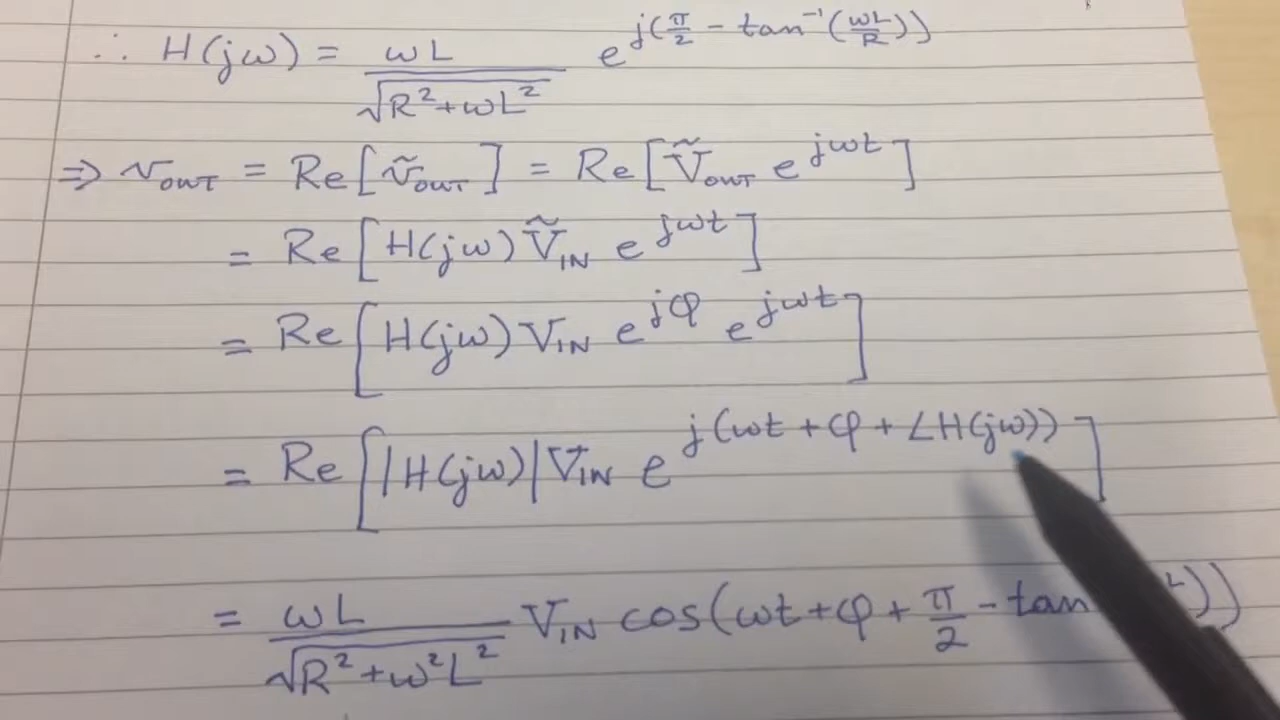 ∴ H(jω) = ωL / √(R² + ωL²) e^(j(π/2 − tan⁻¹(ωL/R)))
⇒ v_OUT = Re[ṽ_OUT] = Re[Ṽ_OUT e^(jωt)]
= Re[H(jω) Ṽ_IN e^(jωt)]
= Re[H(jω) V_IN e^(jφ) e^(jωt)]
= Re[|H(jω)| V_IN e^(j(ωt + φ + ∠H(jω)))]
= ωL / √(R² + ω²L²) V_IN cos(ωt + φ + π/2 − tan L))